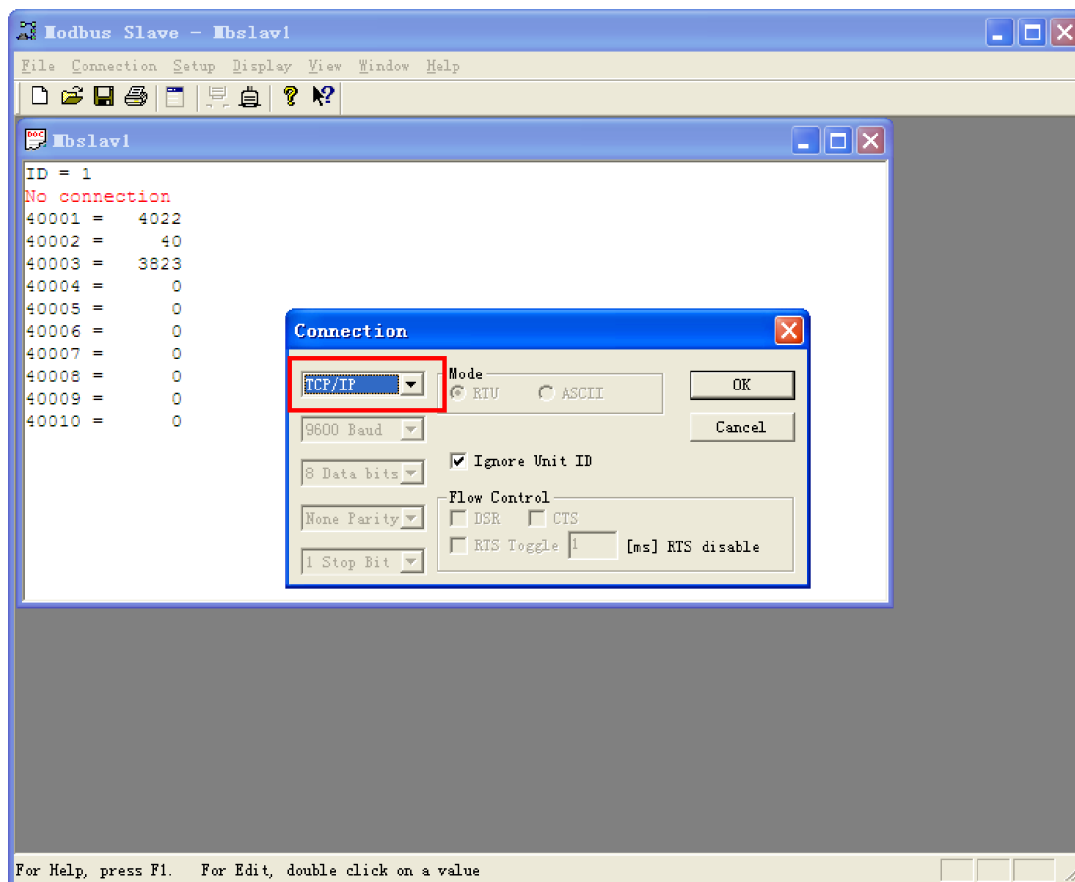 Modbus Slave - Mbslav1
File Connection Setup Display View Window Help
Mbslav1
ID = 1
No connection
40001 = 4022
40002 = 40
40003 = 3823
40004 = 0
40005 = 0
40006 = 0
40007 = 0
40008 = 0
40009 = 0
40010 = 0
Connection
TCP/IP
Mode
RTU ASCII
OK
9600 Baud
Cancel
Ignore Unit ID
8 Data bits
Flow Control
DSR CTS
None Parity
RTS Toggle 1 [ms] RTS disable
1 Stop Bit
For Help, press F1. For Edit, double click on a value